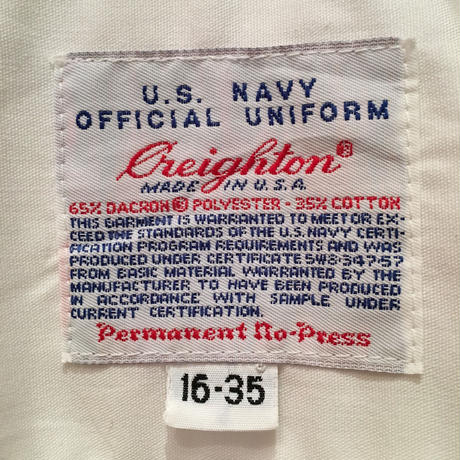 U.S. NAVY
OFFICIAL UNIFORM
Creighton®
MADE IN U.S.A.
65% DACRON® POLYESTER - 35% COTTON
THIS GARMENT IS WARRANTED TO MEET OR EX-
CEED THE STANDARDS OF THE U.S. NAVY CERTI-
FICATION PROGRAM REQUIREMENTS AND WAS
PRODUCED UNDER CERTIFICATE 5W8-347-57
FROM BASIC MATERIAL WARRANTED BY THE
MANUFACTURER TO HAVE BEEN PRODUCED
IN ACCORDANCE WITH SAMPLE UNDER
CURRENT CERTIFICATION.
Permanent No-Press
16-35